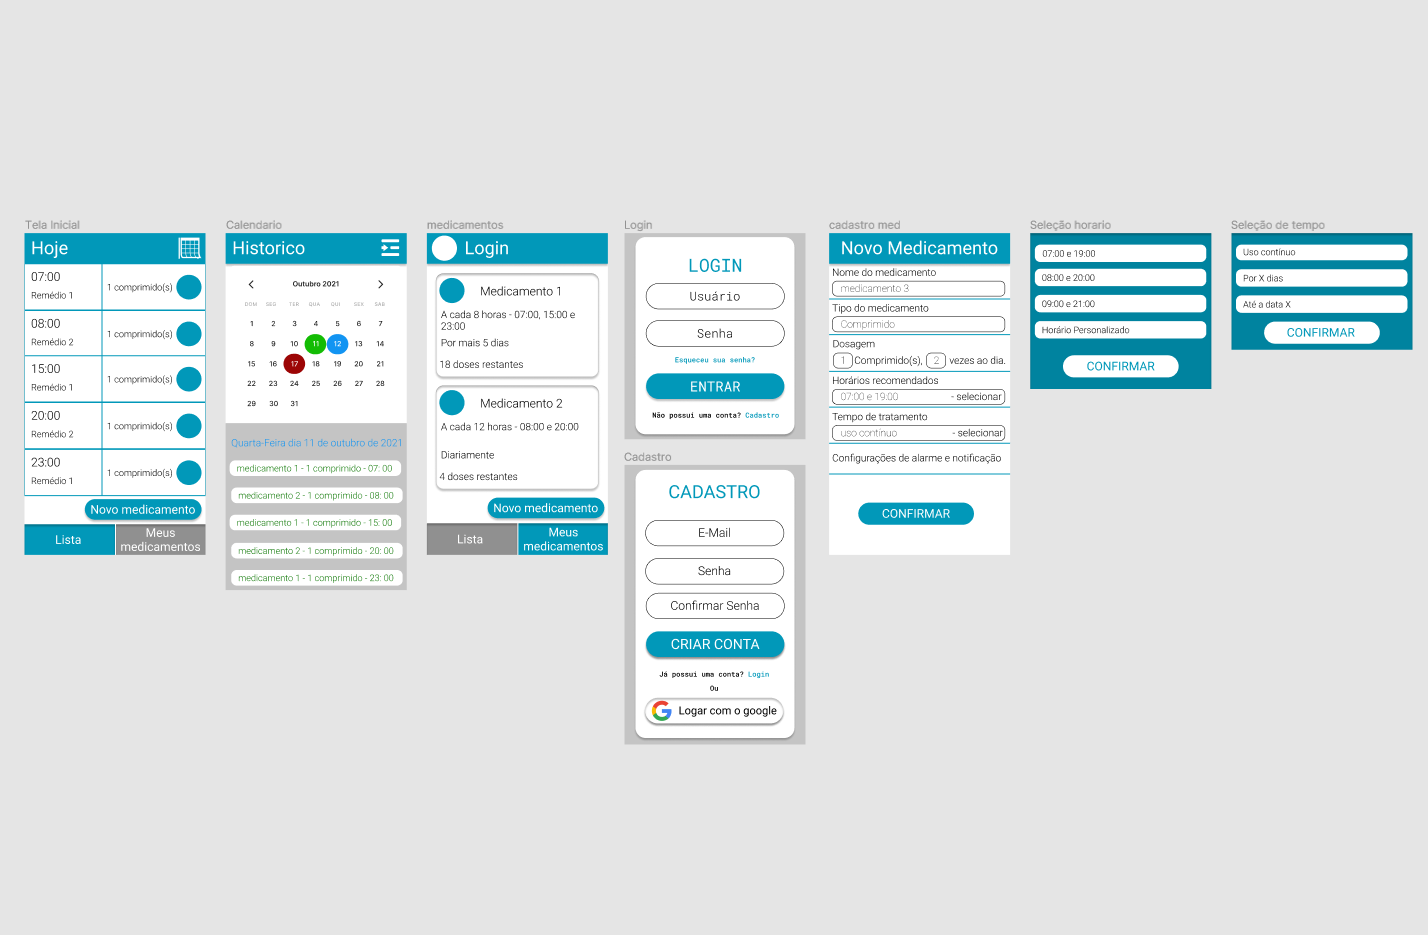 Tela Inicial
Hoje
07:00
Remédio 1
1 comprimido(s)
08:00
Remédio 2
1 comprimido(s)
15:00
Remédio 1
1 comprimido(s)
20:00
Remédio 2
1 comprimido(s)
23:00
Remédio 1
1 comprimido(s)
Novo medicamento
Lista
Meus
medicamentos
Calendario
Historico
Outubro 2021
DOM SEG TER QUA QUI SEX SAB
1 2 3 4 5 6 7
8 9 10 11 12 13 14
15 16 17 18 19 20 21
22 23 24 25 26 27 28
29 30 31
Quarta-Feira dia 11 de outubro de 2021
medicamento 1 - 1 comprimido - 07: 00
medicamento 2 - 1 comprimido - 08: 00
medicamento 1 - 1 comprimido - 15: 00
medicamento 2 - 1 comprimido - 20: 00
medicamento 1 - 1 comprimido - 23: 00
medicamentos
Login
Medicamento 1
A cada 8 horas - 07:00, 15:00 e
23:00
Por mais 5 dias
18 doses restantes
Medicamento 2
A cada 12 horas - 08:00 e 20:00
Diariamente
4 doses restantes
Novo medicamento
Lista
Meus
medicamentos
Login
LOGIN
Usuário
Senha
Esqueceu sua senha?
ENTRAR
Não possui uma conta? Cadastro
Cadastro
CADASTRO
E-Mail
Senha
Confirmar Senha
CRIAR CONTA
Já possui uma conta? Login
Ou
Logar com o google
cadastro med
Novo Medicamento
Nome do medicamento
medicamento 3
Tipo do medicamento
Comprimido
Dosagem
1 Comprimido(s), 2 vezes ao dia.
Horários recomendados
07:00 e 19:00 - selecionar
Tempo de tratamento
uso contínuo - selecionar
Configurações de alarme e notificação
CONFIRMAR
Seleção horario
07:00 e 19:00
08:00 e 20:00
09:00 e 21:00
Horário Personalizado
CONFIRMAR
Seleção de tempo
Uso contínuo
Por X dias
Até a data X
CONFIRMAR